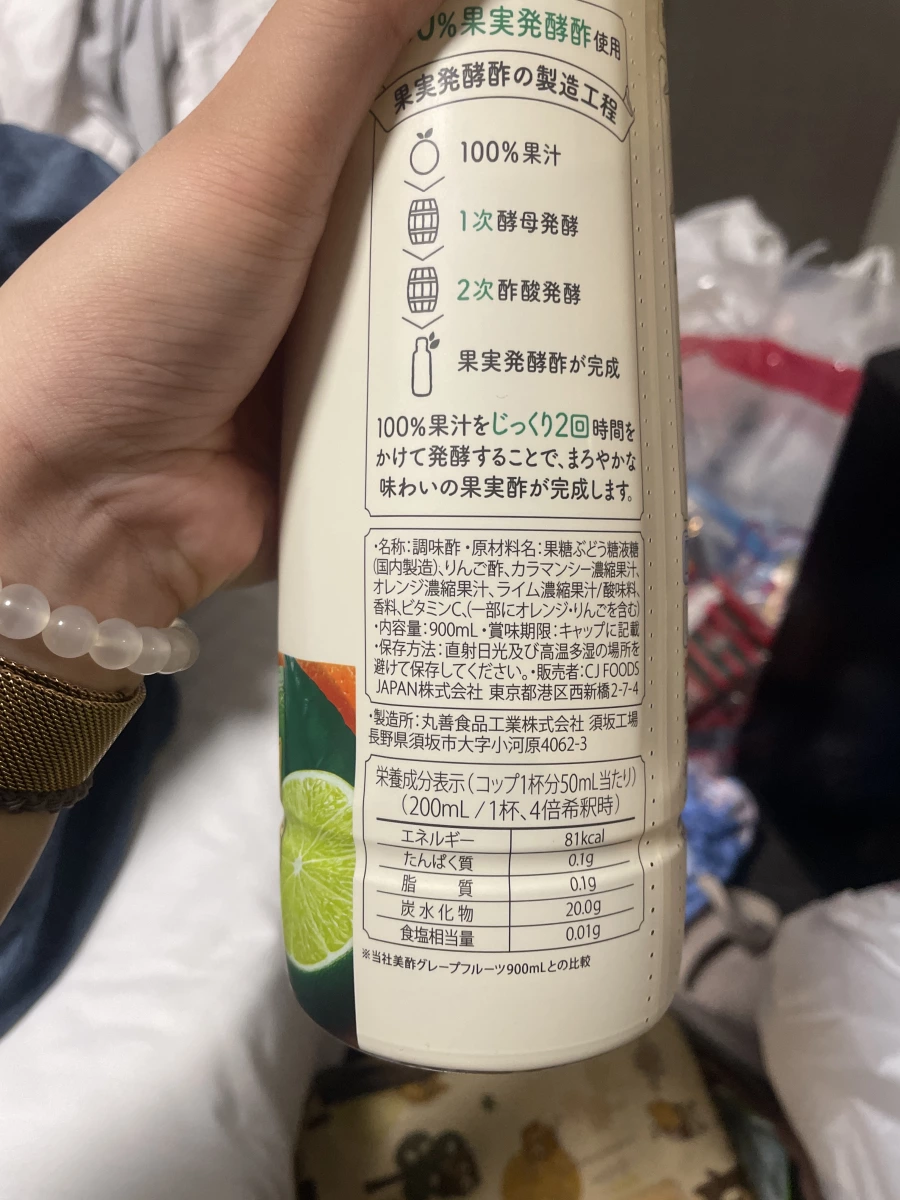 0%果実発酵酢使用
果実発酵酢の製造工程
100%果汁
1次酵母発酵
2次酢酸発酵
果実発酵酢が完成
100%果汁をじっくり2回時間を
かけて発酵することで、まろやかな
味わいの果実酢が完成します。
・名称：調味酢・原材料名：果糖ぶどう糖液糖
(国内製造)、りんご酢、カラマンシー濃縮果汁、
オレンジ濃縮果汁、ライム濃縮果汁/酸味料、
香料、ビタミンC、(一部にオレンジ・りんごを含む)
・内容量：900mL・賞味期限：キャップに記載
・保存方法：直射日光及び高温多湿の場所を
避けて保存してください。・販売者：CJ FOODS
JAPAN株式会社 東京都港区西新橋2-7-4
・製造所：丸善食品工業株式会社 須坂工場
長野県須坂市大字小河原4062-3
栄養成分表示(コップ1杯分50mL当たり)
(200mL/1杯、4倍希釈時)
エネルギー 81kcal
たんぱく質 0.1g
脂質 0.1g
炭水化物 20.0g
食塩相当量 0.01g
※当社美酢グレープフルーツ900mLとの比較